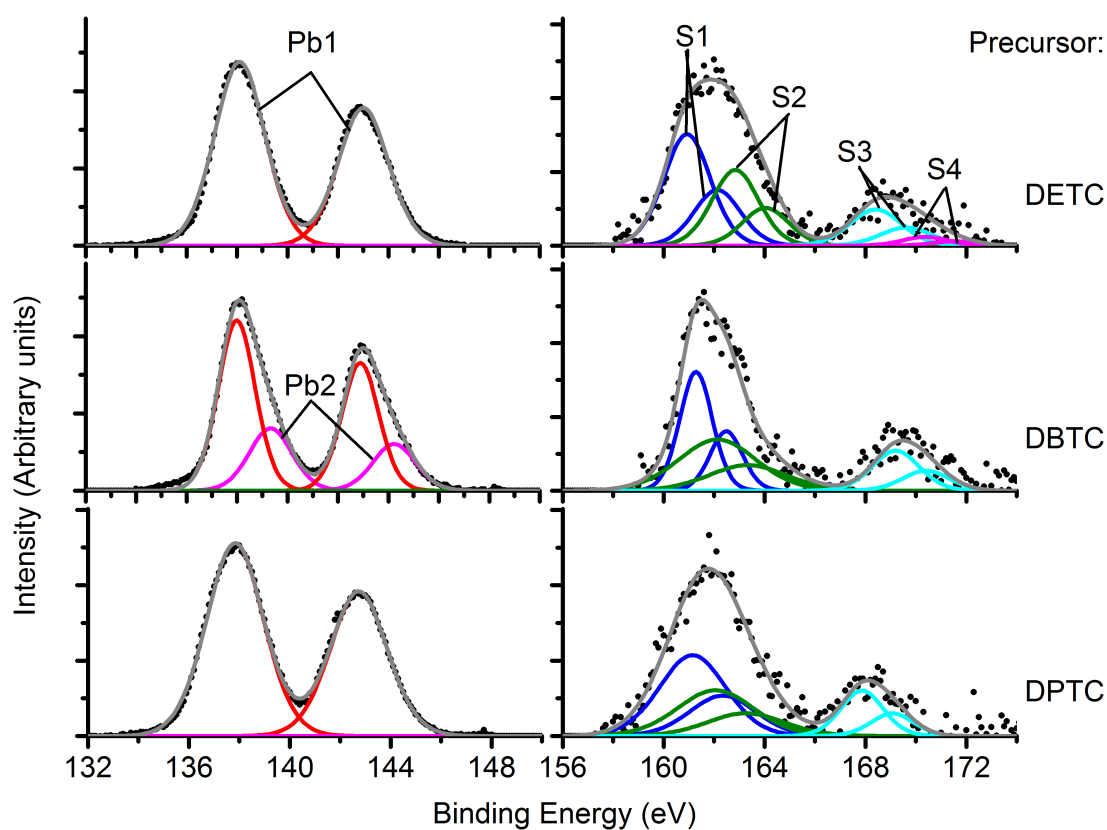 Precursor:
Pb1
S1
S2
S3
S4
DETC
Pb2
DBTC
DPTC
Intensity (Arbitrary units)
132 136 140 144 148 156 160 164 168 172
Binding Energy (eV)